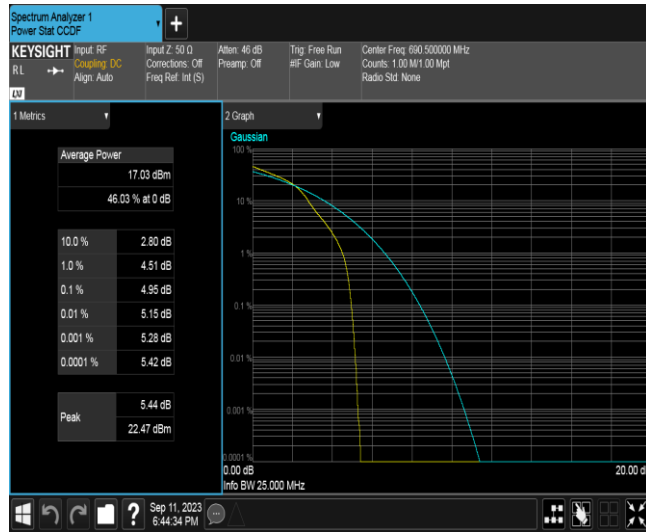 Spectrum Analyzer 1
Power Stat CCDF
KEYSIGHT
RL
LXI
Input: RF
Coupling: DC
Align: Auto
Input Z: 50 Ω
Corrections: Off
Freq Ref: Int (S)
Atten: 46 dB
Preamp: Off
Trig: Free Run
#IF Gain: Low
Center Freq: 690.500000 MHz
Counts: 1.00 M/1.00 Mpt
Radio Std: None
1 Metrics
Average Power
17.03 dBm
46.03 % at 0 dB
10.0 % 2.80 dB
1.0 % 4.51 dB
0.1 % 4.95 dB
0.01 % 5.15 dB
0.001 % 5.28 dB
0.0001 % 5.42 dB
Peak
5.44 dB
22.47 dBm
2 Graph
Gaussian
100 %
10 %
1 %
0.1 %
0.01 %
0.001 %
0.0001 %
0.00 dB
20.00 d
Info BW 25.000 MHz
?
Sep 11, 2023
6:44:34 PM